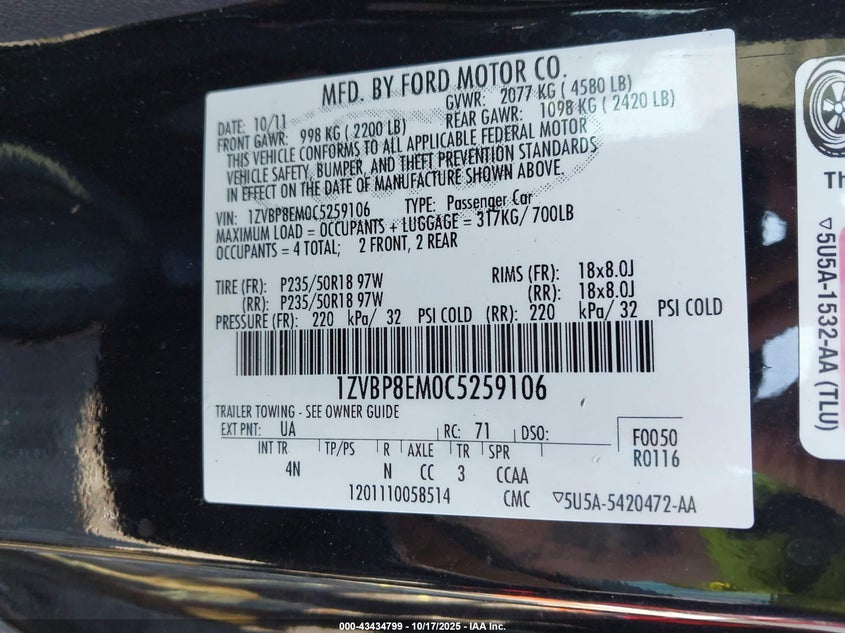 MFD. BY FORD MOTOR CO.
DATE: 10/11
GVWR: 2077 KG ( 4580 LB)
FRONT GAWR: 998 KG ( 2200 LB)
REAR GAWR: 1098 KG ( 2420 LB)
THIS VEHICLE CONFORMS TO ALL APPLICABLE FEDERAL MOTOR
VEHICLE SAFETY, BUMPER, AND THEFT PREVENTION STANDARDS
IN EFFECT ON THE DATE OF MANUFACTURE SHOWN ABOVE.
VIN: 1ZVBP8EM0C5259106 TYPE: Passenger Car
MAXIMUM LOAD = OCCUPANTS + LUGGAGE = 317KG/ 700LB
OCCUPANTS = 4 TOTAL; 2 FRONT, 2 REAR
TIRE (FR): P235/50R18 97W RIMS (FR): 18x8.0J
(RR): P235/50R18 97W (RR): 18x8.0J
PRESSURE (FR): 220 kPa/ 32 PSI COLD (RR): 220 kPa/ 32 PSI COLD
1ZVBP8EM0C5259106
TRAILER TOWING - SEE OWNER GUIDE
EXT PNT: UA RC: 71 DSO: F0050
INT TR TP/PS R AXLE TR SPR R0116
4N N CC 3 CCAA
1201110058514 CMC ▽5U5A-5420472-AA
Th
▽5U5A-1532-AA (TLU)
000-43434799 - 10/17/2025 - IAA Inc.